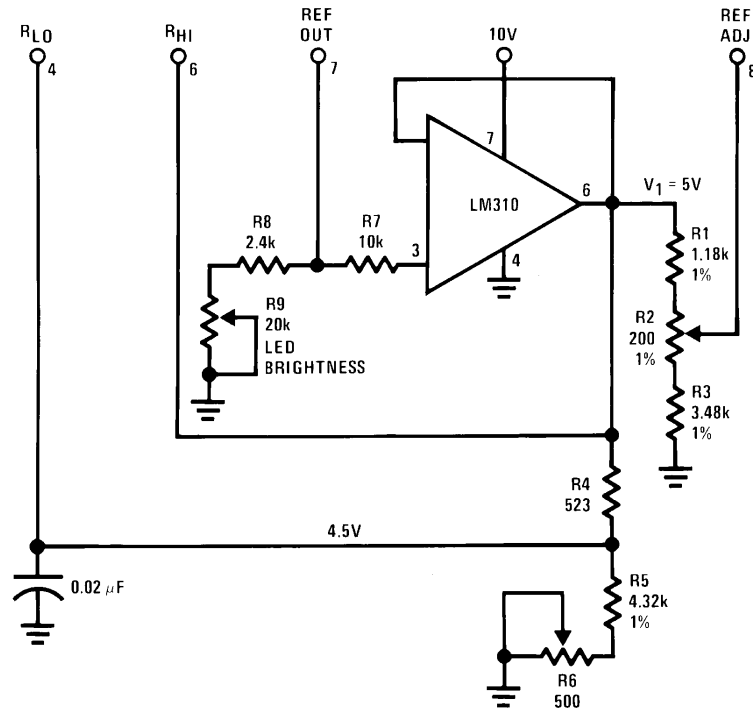 R LO
4
R HI
6
REF
OUT
7
10V
REF
ADJ
8
7
6
V1 = 5V
LM310
3
4
R8
2.4k
R7
10k
R9
20k
LED
BRIGHTNESS
R1
1.18k
1%
R2
200
1%
R3
3.48k
1%
R4
523
4.5V
0.02 μF
R5
4.32k
1%
R6
500